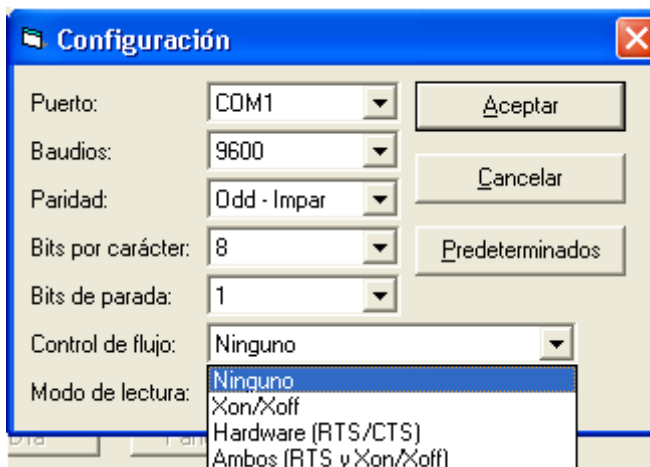 Configuración
Puerto: COM1
Aceptar
Baudios: 9600
Cancelar
Paridad: Odd - Impar
Bits por carácter: 8
Predeterminados
Bits de parada: 1
Control de flujo: Ninguno
Modo de lectura:
Ninguno
Xon/Xoff
Hardware (RTS/CTS)
Ambos (RTS y Xon/Xoff)